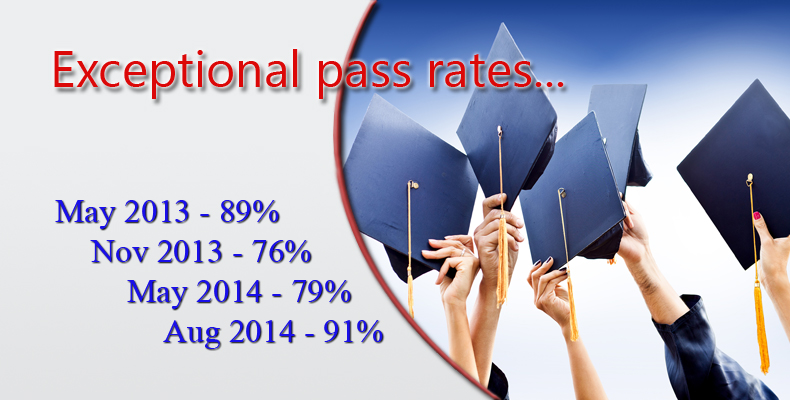 Exceptional pass rates...
May 2013 - 89%
Nov 2013 - 76%
May 2014 - 79%
Aug 2014 - 91%